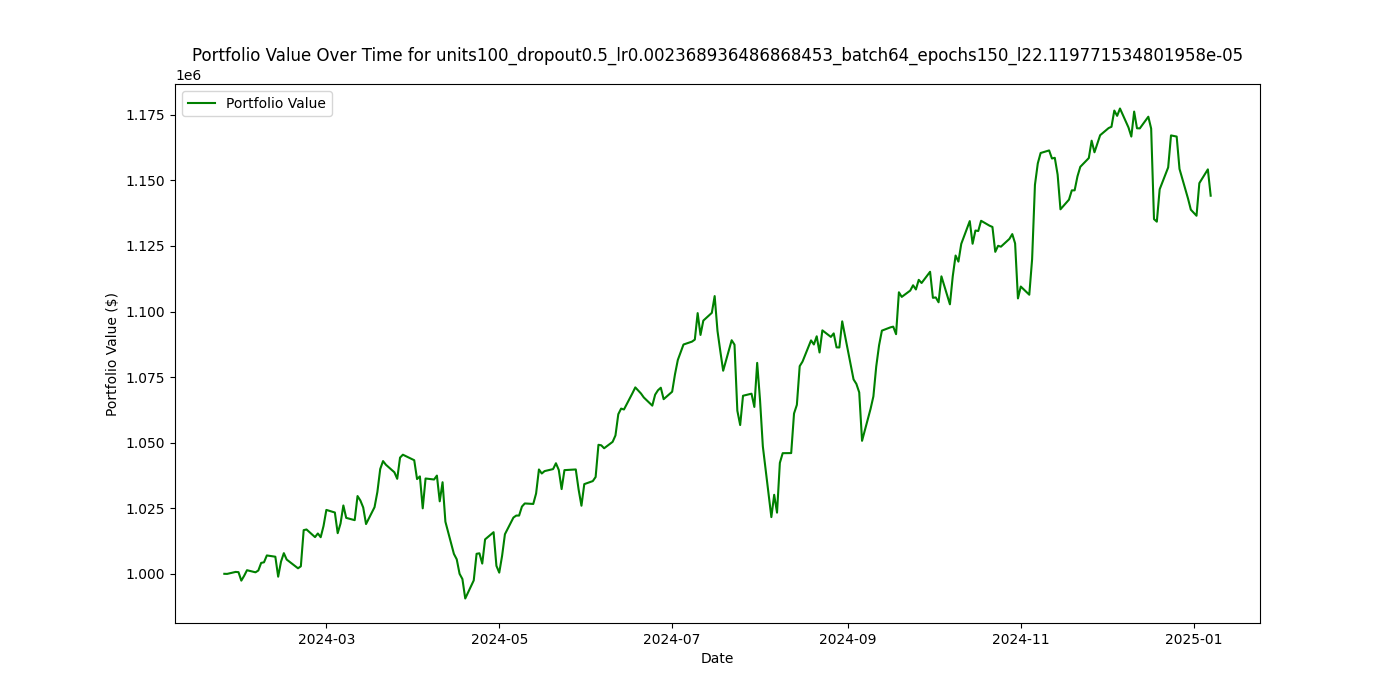 Portfolio Value Over Time for units100_dropout0.5_lr0.002368936486868453_batch64_epochs150_l22.119771534801958e-05
1e6
Portfolio Value
1.175
1.150
1.125
1.100
1.075
1.050
1.025
1.000
Portfolio Value ($)
2024-03
2024-05
2024-07
2024-09
2024-11
2025-01
Date